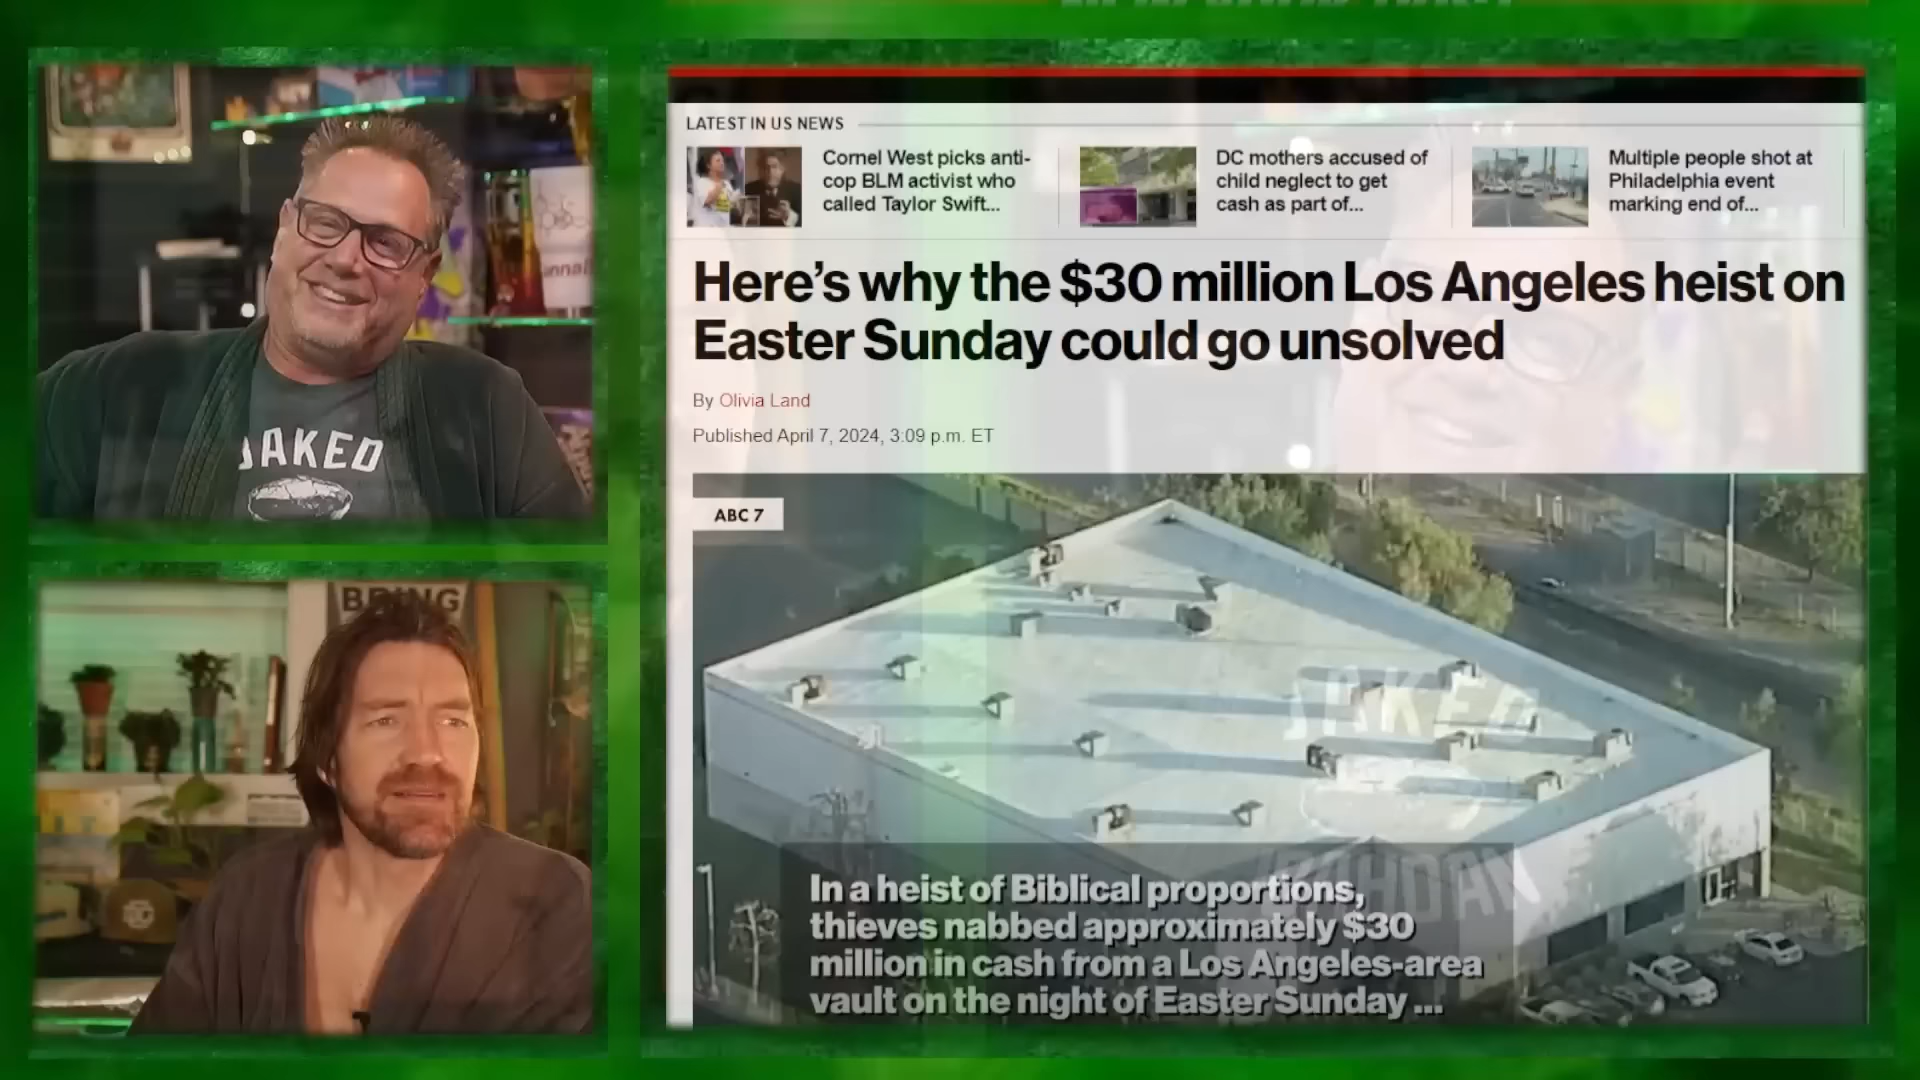 LATEST IN US NEWS
Cornel West picks anti-
cop BLM activist who
called Taylor Swift...
DC mothers accused of
child neglect to get
cash as part of...
Multiple people shot at
Philadelphia event
marking end of...
Here's why the $30 million Los Angeles heist on
Easter Sunday could go unsolved
By Olivia Land
Published April 7, 2024, 3:09 p.m. ET
ABC 7
In a heist of Biblical proportions,
thieves nabbed approximately $30
million in cash from a Los Angeles-area
vault on the night of Easter Sunday ...
JAKED
BRING
JAKED